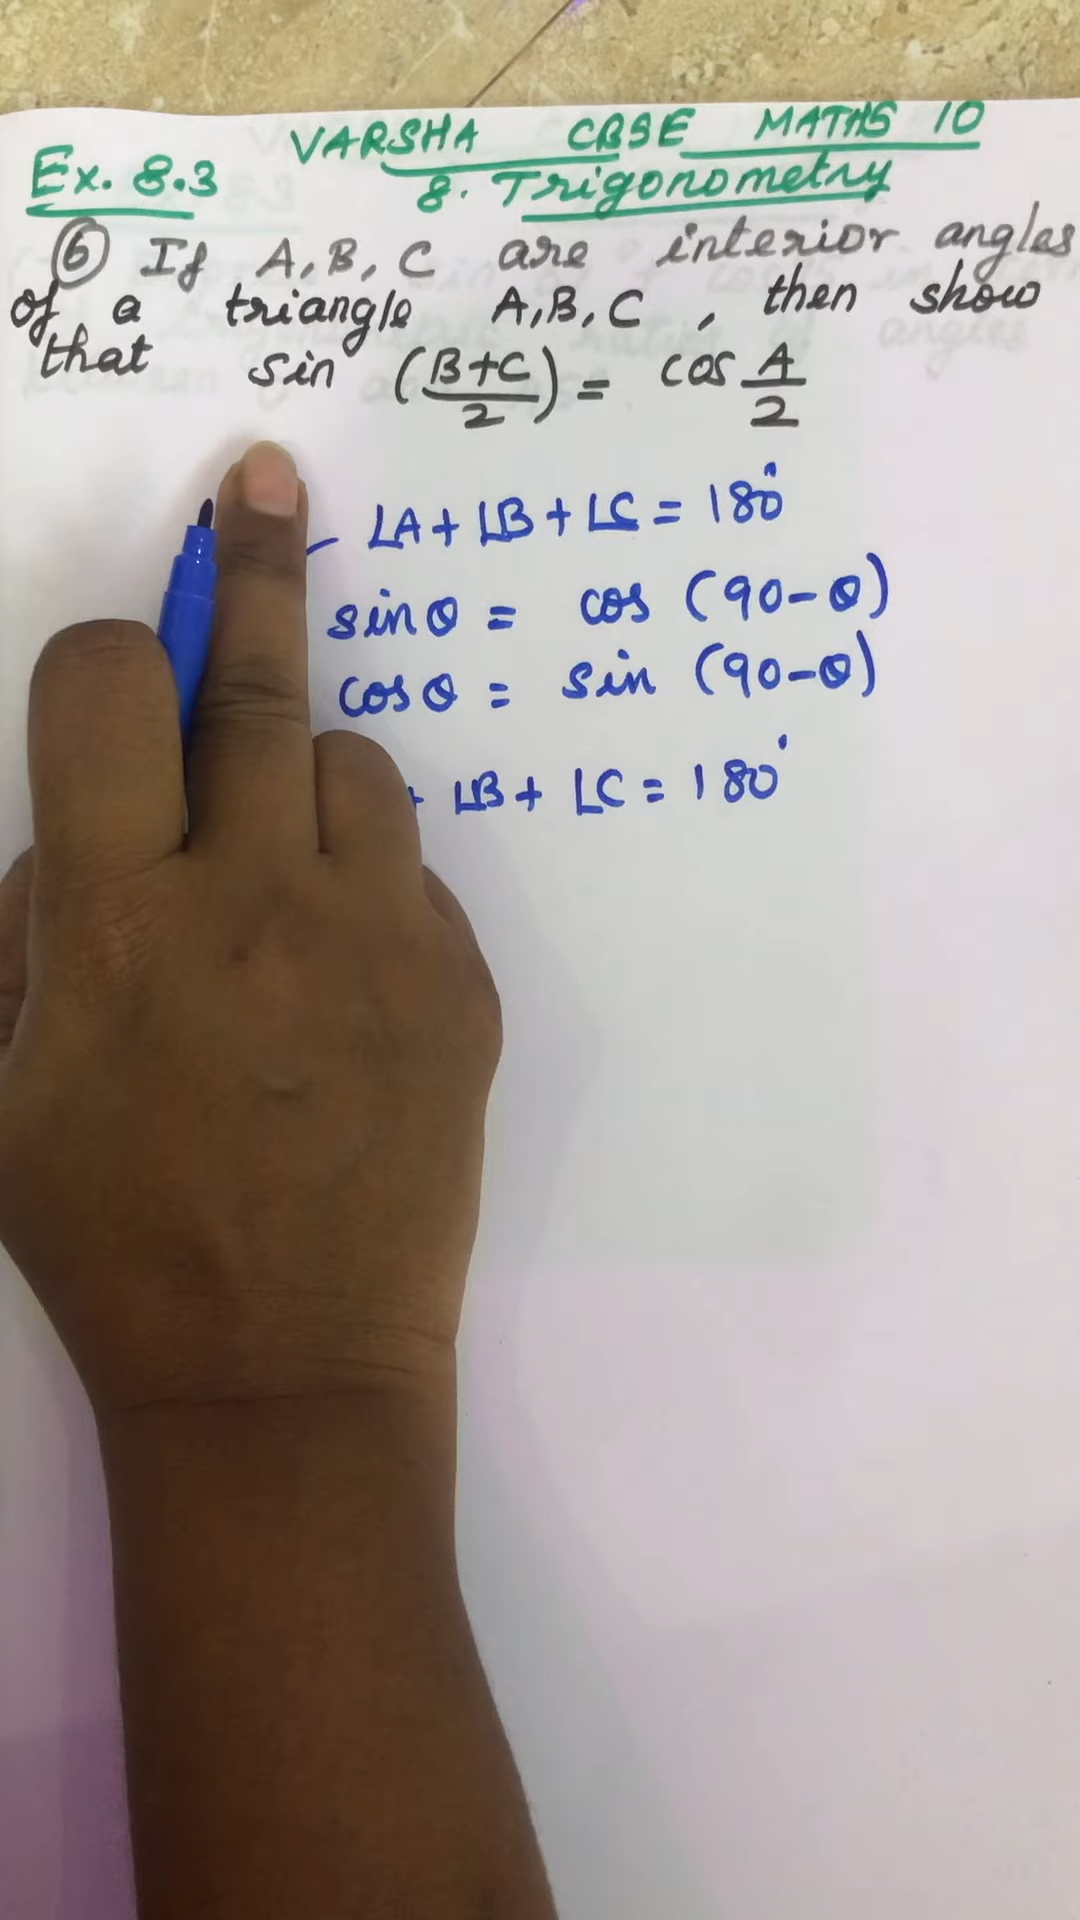 VARSHA CBSE MATHS 10
Ex. 8.3 8. Trigonometry
⑥ If A, B, C are interior angles
of a triangle A,B,C , then show
that sin (B+C/2) = cos A/2
∠A + ∠B + ∠C = 180°
sin θ = cos (90-θ)
cos θ = sin (90-θ)
+ ∠B + ∠C = 180°